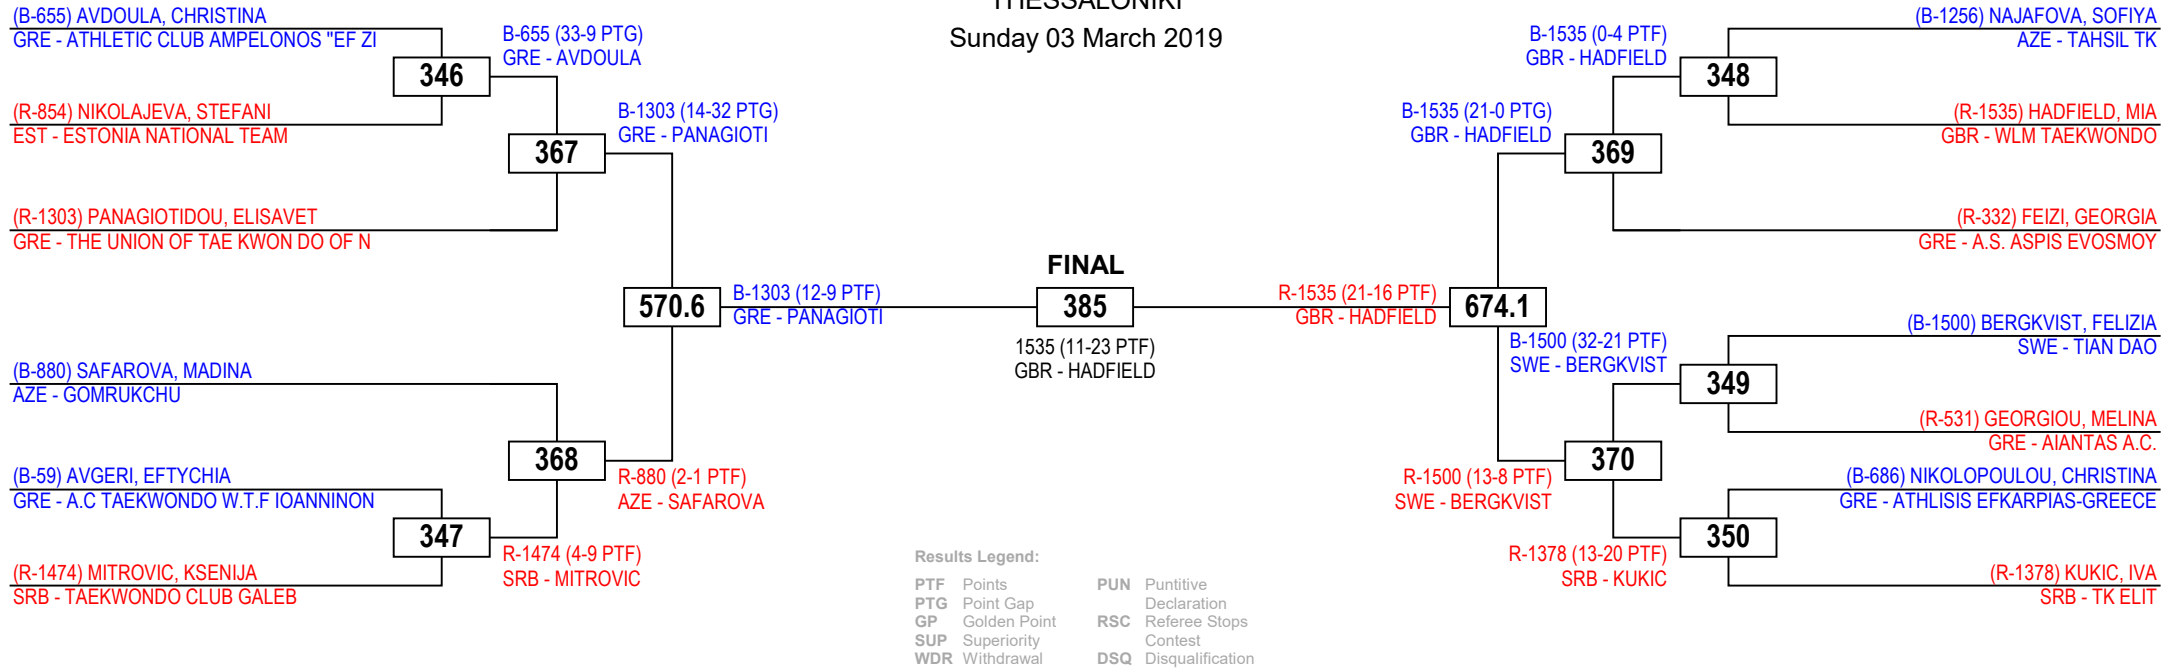 THESSALONIKI
Sunday 03 March 2019
(B-655) AVDOULA, CHRISTINA
GRE - ATHLETIC CLUB AMPELONOS "EF ZI
346
(R-854) NIKOLAJEVA, STEFANI
EST - ESTONIA NATIONAL TEAM
B-655 (33-9 PTG)
GRE - AVDOULA
367
B-1303 (14-32 PTG)
GRE - PANAGIOTI
(R-1303) PANAGIOTIDOU, ELISAVET
GRE - THE UNION OF TAE KWON DO OF N
570.6
B-1303 (12-9 PTF)
GRE - PANAGIOTI
(B-880) SAFAROVA, MADINA
AZE - GOMRUKCHU
368
R-880 (2-1 PTF)
AZE - SAFAROVA
(B-59) AVGERI, EFTYCHIA
GRE - A.C TAEKWONDO W.T.F IOANNINON
347
R-1474 (4-9 PTF)
SRB - MITROVIC
(R-1474) MITROVIC, KSENIJA
SRB - TAEKWONDO CLUB GALEB
FINAL
385
1535 (11-23 PTF)
GBR - HADFIELD
(B-1256) NAJAFOVA, SOFIYA
AZE - TAHSIL TK
B-1535 (0-4 PTF)
GBR - HADFIELD
348
(R-1535) HADFIELD, MIA
GBR - WLM TAEKWONDO
B-1535 (21-0 PTG)
GBR - HADFIELD
369
(R-332) FEIZI, GEORGIA
GRE - A.S. ASPIS EVOSMOY
R-1535 (21-16 PTF)
GBR - HADFIELD
674.1
(B-1500) BERGKVIST, FELIZIA
SWE - TIAN DAO
B-1500 (32-21 PTF)
SWE - BERGKVIST
349
(R-531) GEORGIOU, MELINA
GRE - AIANTAS A.C.
370
R-1500 (13-8 PTF)
SWE - BERGKVIST
(B-686) NIKOLOPOULOU, CHRISTINA
GRE - ATHLISIS EFKARPIAS-GREECE
350
R-1378 (13-20 PTF)
SRB - KUKIC
(R-1378) KUKIC, IVA
SRB - TK ELIT
Results Legend:
PTF Points
PTG Point Gap
GP Golden Point
SUP Superiority
WDR Withdrawal
PUN Puntitive
Declaration
RSC Referee Stops
Contest
DSQ Disqualification